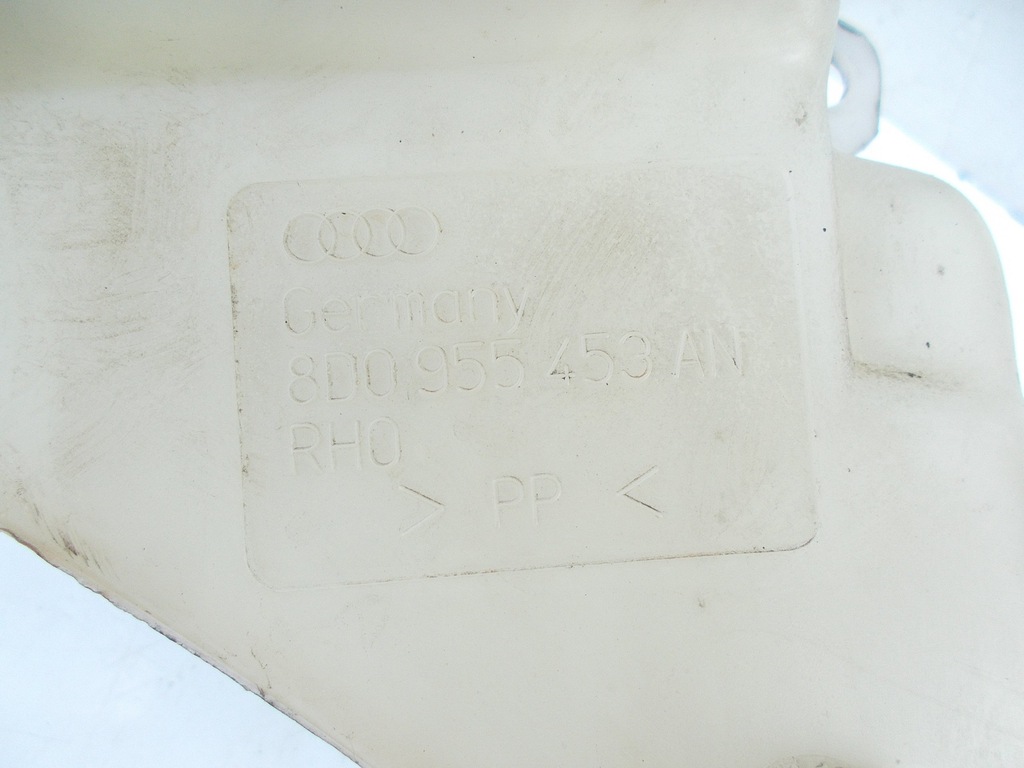 Germany
8D0 955 453 AN
RH0
> PP <